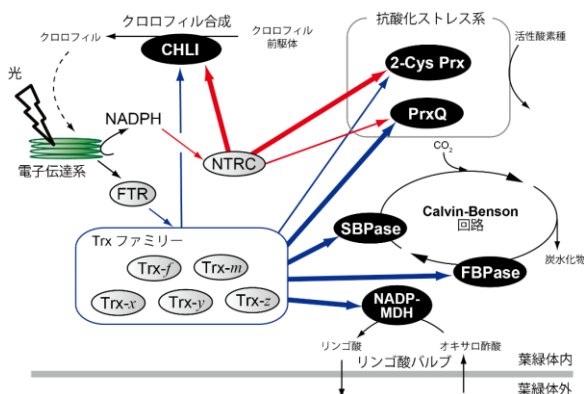 クロロフィル合成
クロロフィル
クロロフィル
前駆体
CHLI
抗酸化ストレス系
2-Cys Prx
PrxQ
活性酸素種
光
NADPH
NTRC
電子伝達系
FTR
CO2
Calvin-Benson
回路
SBPase
FBPase
炭水化物
Trx ファミリー
Trx-f
Trx-m
Trx-x
Trx-y
Trx-z
NADP-
MDH
リンゴ酸
オキサロ酢酸
リンゴ酸バルブ
葉緑体内
葉緑体外